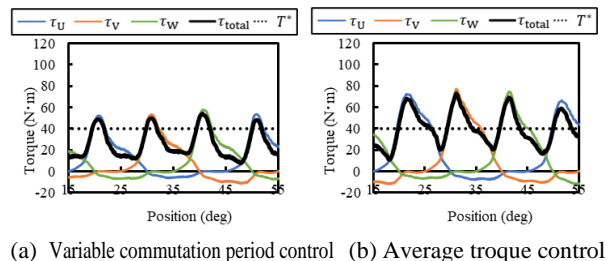 τU τV τW τtotal T*
120
100
80
60
40
20
0
-20
Torque (N·m)
15 25 35 45 55
Position (deg)
τU τV τW τtotal T*
120
100
80
60
40
20
0
-20
Torque (N·m)
15 25 35 45 55
Position (deg)
(a) Variable commutation period control (b) Average troque control